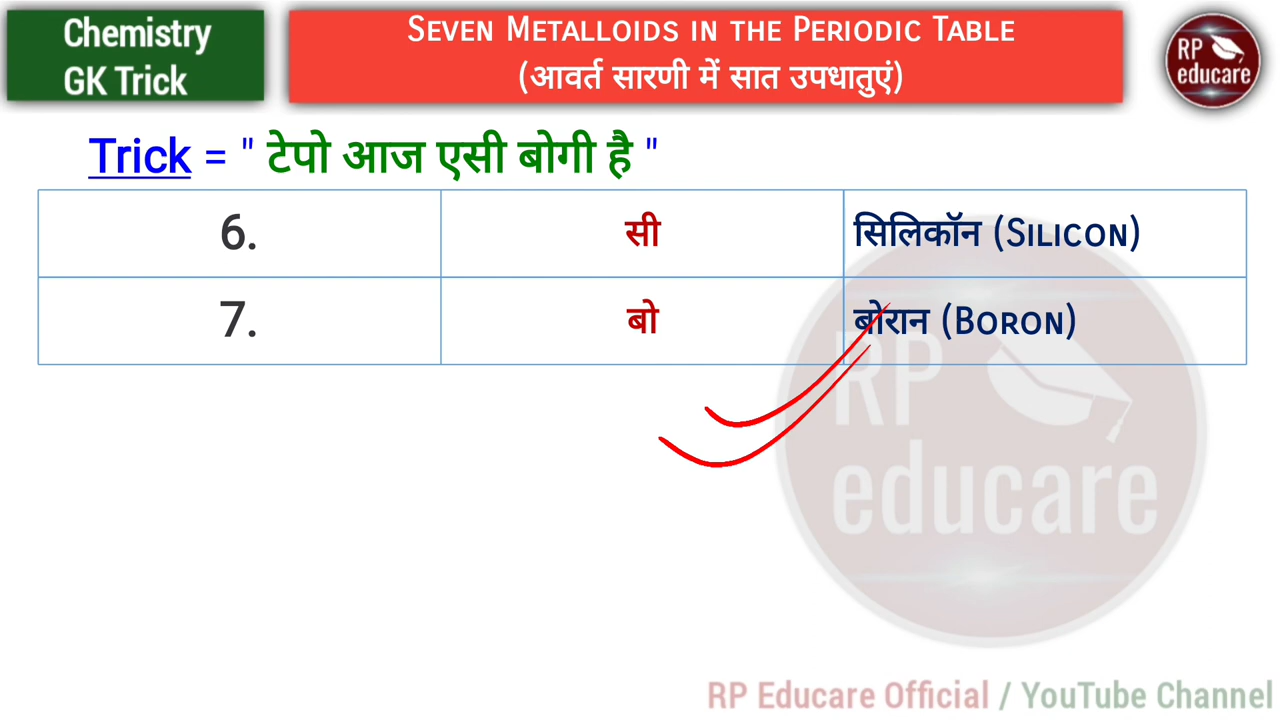 Chemistry
GK Trick
Seven Metalloids in the Periodic Table
(आवर्त सारणी में सात उपधातुएं)
RP
educare
Trick = " टेपो आज एसी बोगी है "
6. सी सिलिकॉन (Silicon)
7. बो बोरान (Boron)
RP
educare
RP Educare Official / YouTube Channel